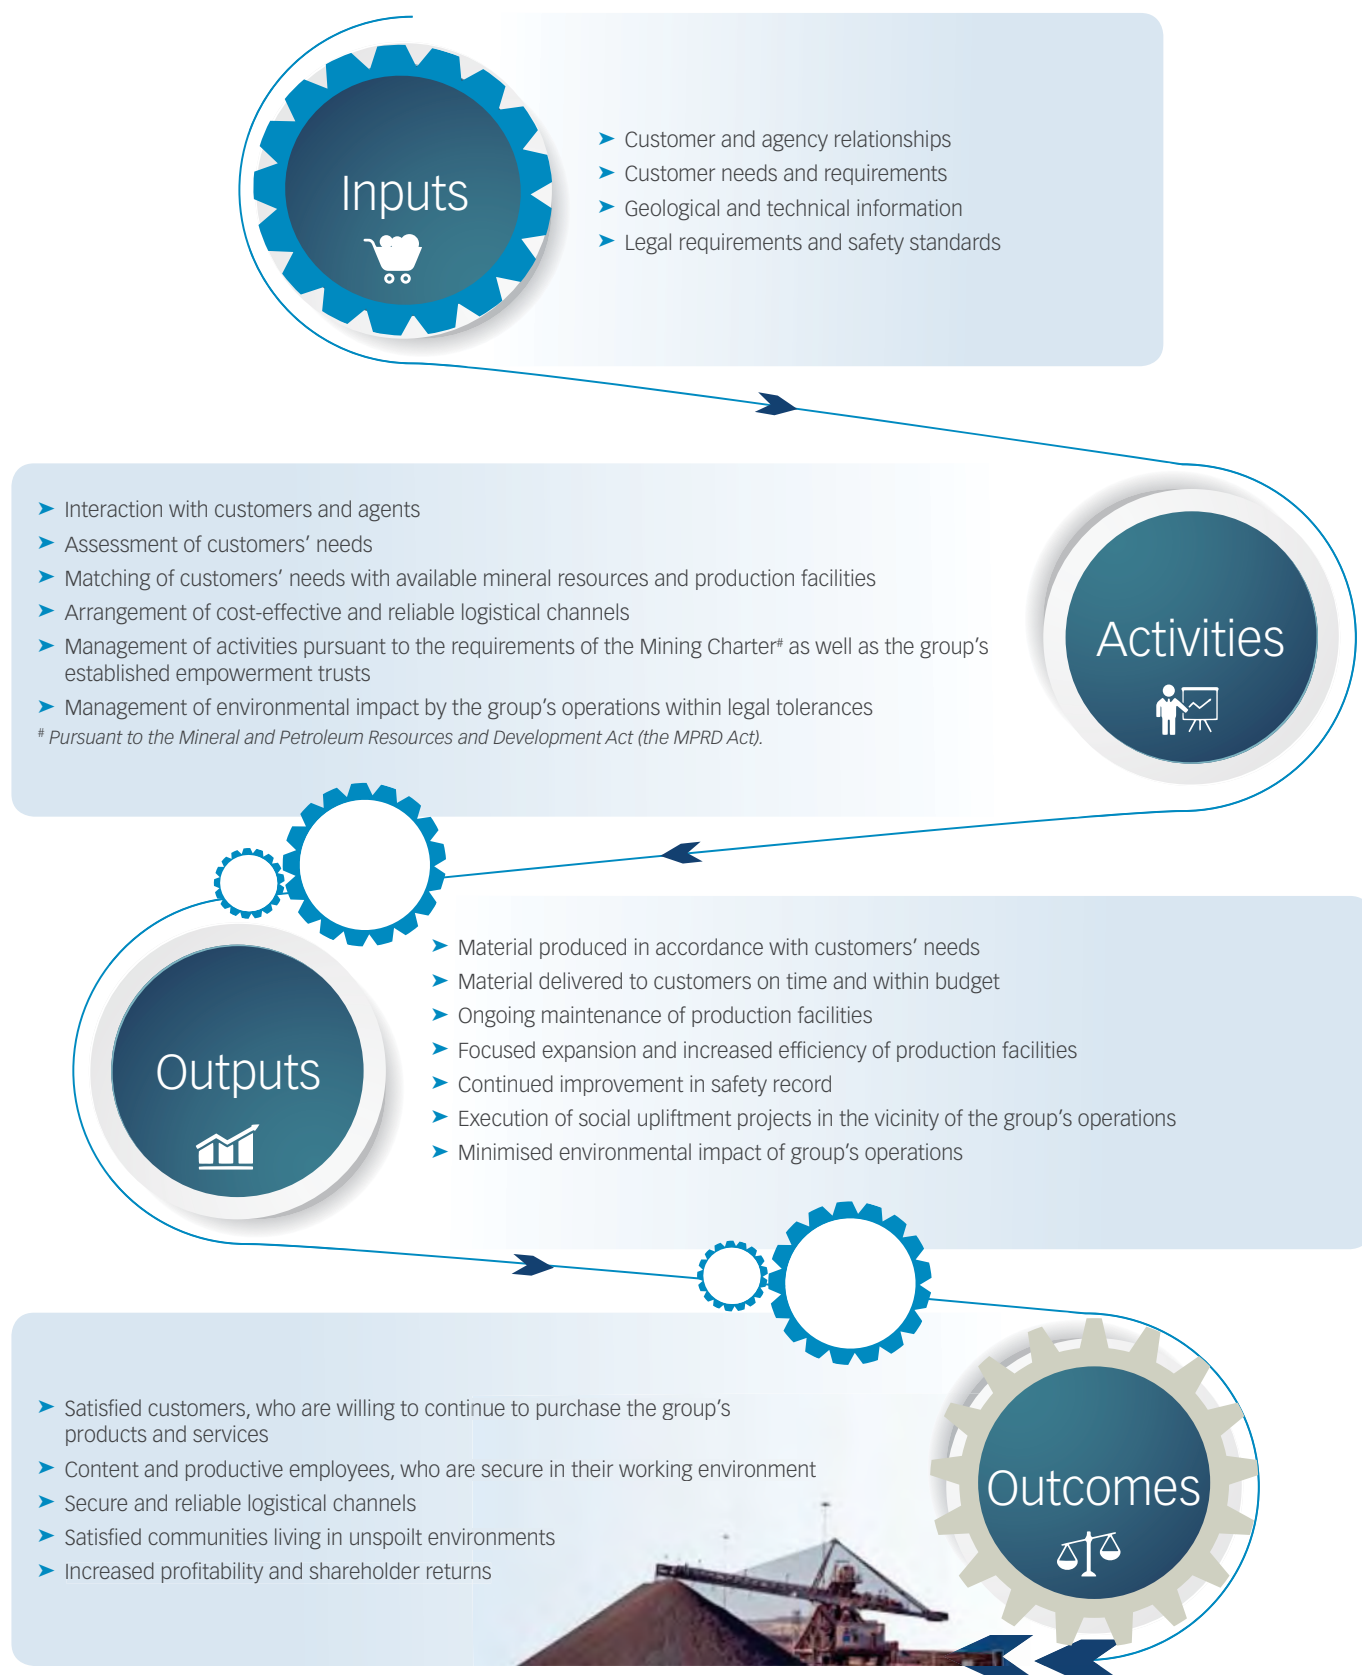 Inputs
➤ Customer and agency relationships
➤ Customer needs and requirements
➤ Geological and technical information
➤ Legal requirements and safety standards
➤ Interaction with customers and agents
➤ Assessment of customers’ needs
➤ Matching of customers’ needs with available mineral resources and production facilities
➤ Arrangement of cost-effective and reliable logistical channels
➤ Management of activities pursuant to the requirements of the Mining Charter# as well as the group’s
established empowerment trusts
➤ Management of environmental impact by the group’s operations within legal tolerances
# Pursuant to the Mineral and Petroleum Resources and Development Act (the MPRD Act).
Activities
Outputs
➤ Material produced in accordance with customers’ needs
➤ Material delivered to customers on time and within budget
➤ Ongoing maintenance of production facilities
➤ Focused expansion and increased efficiency of production facilities
➤ Continued improvement in safety record
➤ Execution of social upliftment projects in the vicinity of the group’s operations
➤ Minimised environmental impact of group’s operations
➤ Satisfied customers, who are willing to continue to purchase the group’s
products and services
➤ Content and productive employees, who are secure in their working environment
➤ Secure and reliable logistical channels
➤ Satisfied communities living in unspoilt environments
➤ Increased profitability and shareholder returns
Outcomes